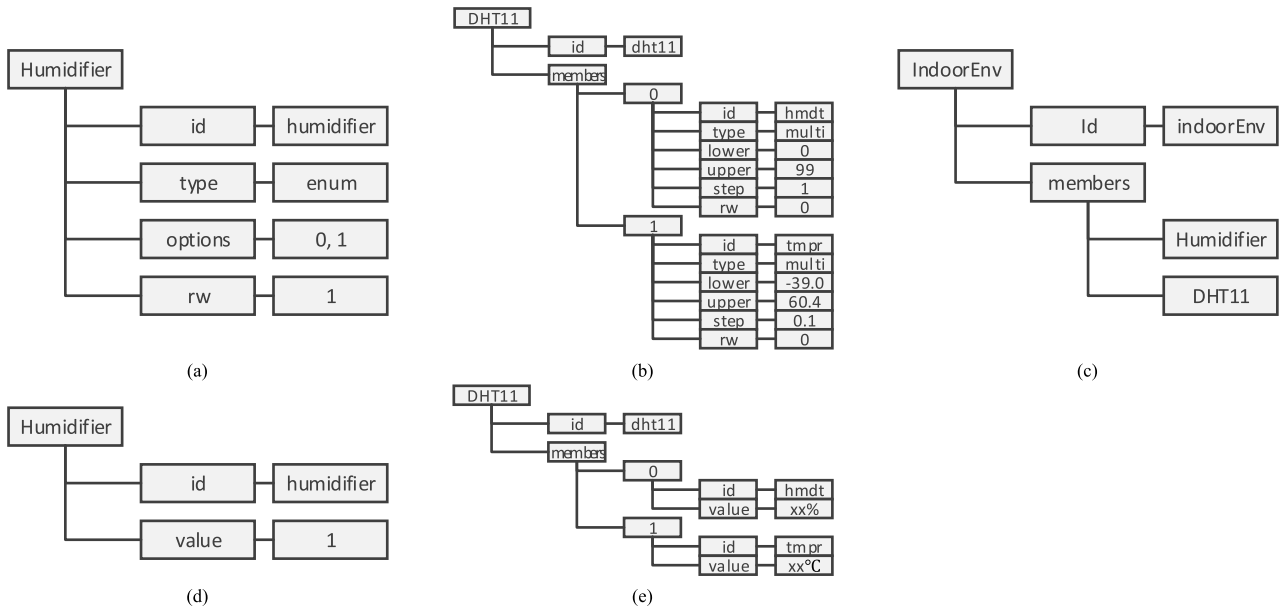 Humidifier
id humidifier
type enum
options 0, 1
rw 1
(a)
DHT11
id dht11
members
0
id hmdt
type multi
lower 0
upper 99
step 1
rw 0
1
id tmpr
type multi
lower -39.0
upper 60.4
step 0.1
rw 0
(b)
IndoorEnv
Id indoorEnv
members
Humidifier
DHT11
(c)
Humidifier
id humidifier
value 1
(d)
DHT11
id dht11
members
0
id hmdt
value xx%
1
id tmpr
value xx℃
(e)